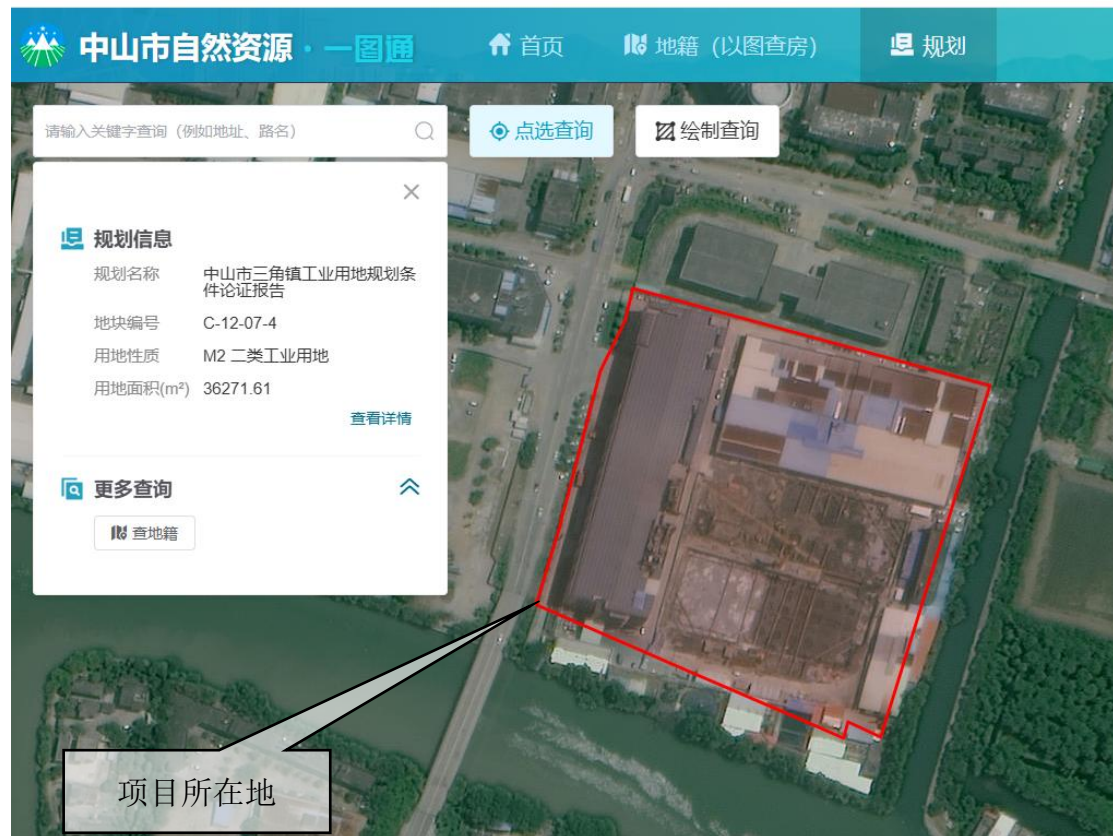 中山市自然资源·一图通
首页
地籍（以图查房）
规划
请输入关键字查询（例如地址、路名）
点选查询
绘制查询
规划信息
规划名称 中山市三角镇工业用地规划条
件论证报告
地块编号 C-12-07-4
用地性质 M2 二类工业用地
用地面积(m²) 36271.61
查看详情
更多查询
查地籍
项目所在地